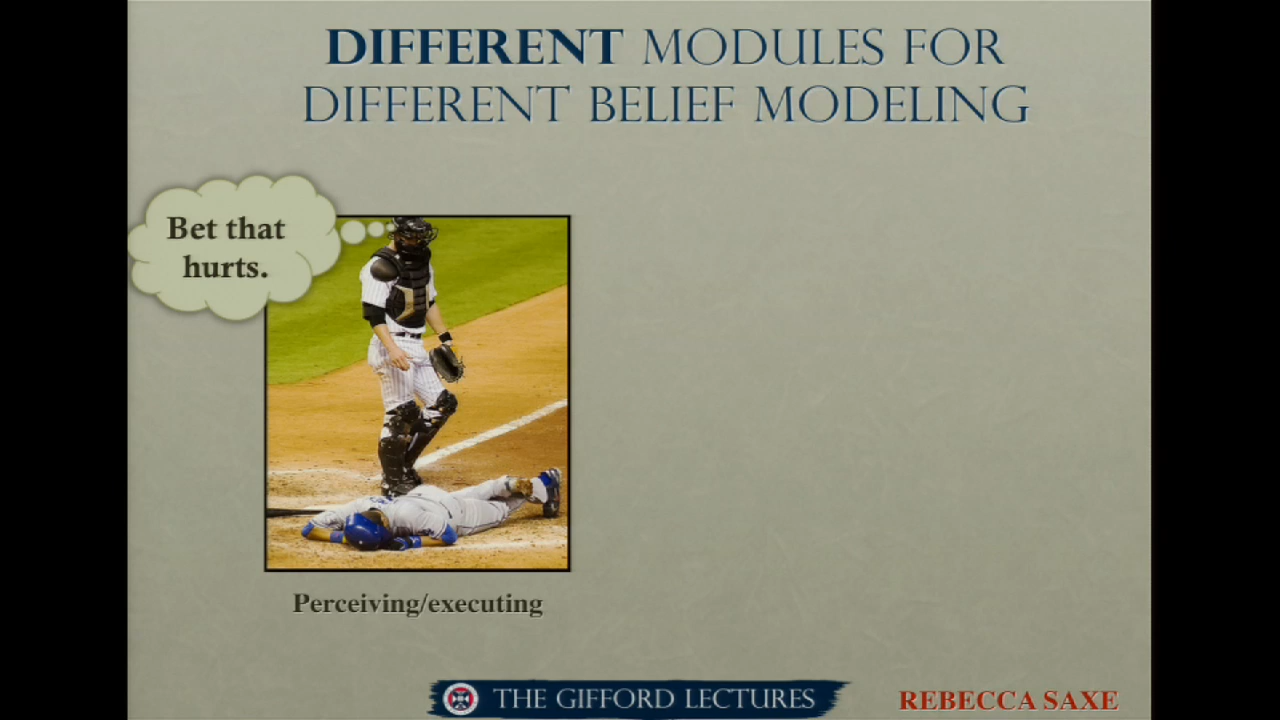 DIFFERENT MODULES FOR
DIFFERENT BELIEF MODELING
Bet that
hurts.
Perceiving/executing
THE GIFFORD LECTURES
REBECCA SAXE